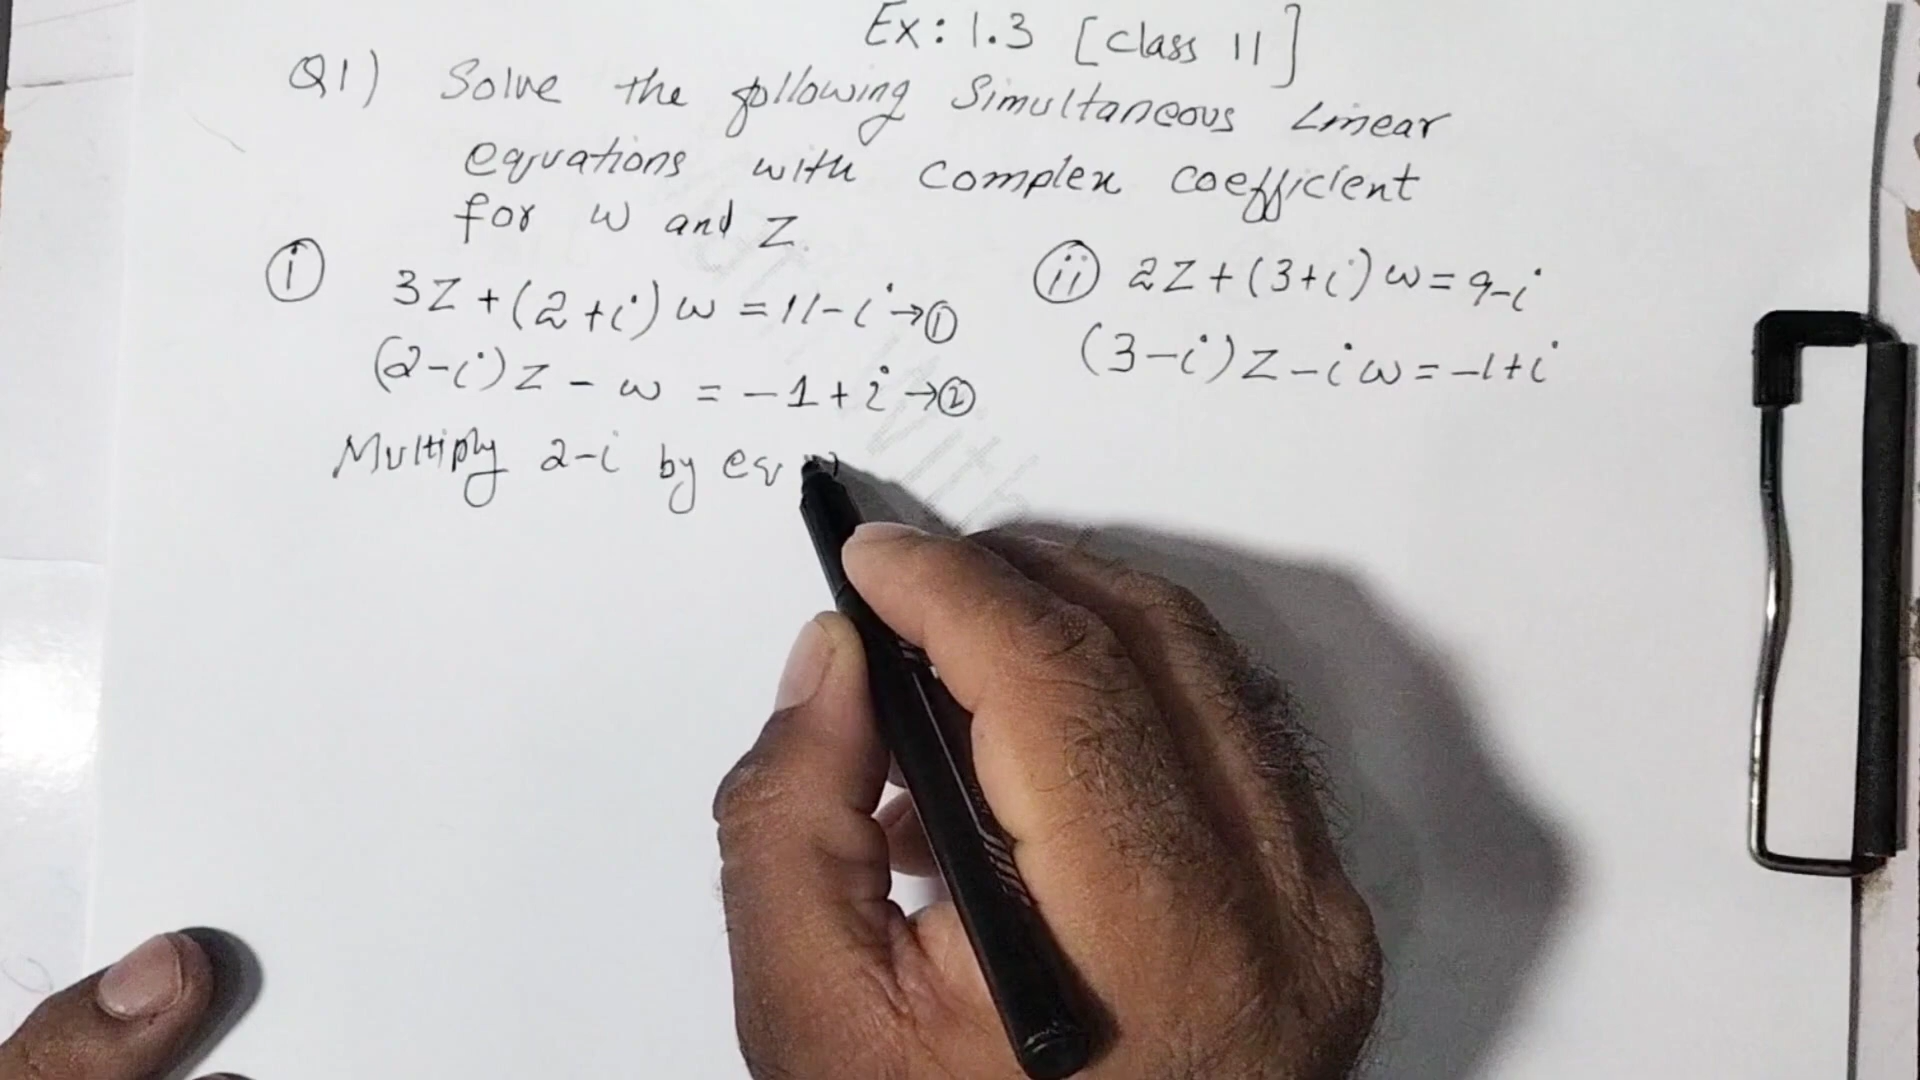 Ex: 1.3 [class 11]
Q1) Solve the following Simultaneous Linear
equations with complex coefficient
for w and z.
(i) 3z + (2+i) w = 11-i → (1)
(2-i) z - w = -1+i → (2)
Multiply 2-i by eq
(ii) 2z + (3+i) w = 9-i
(3-i) z - i w = -1+i